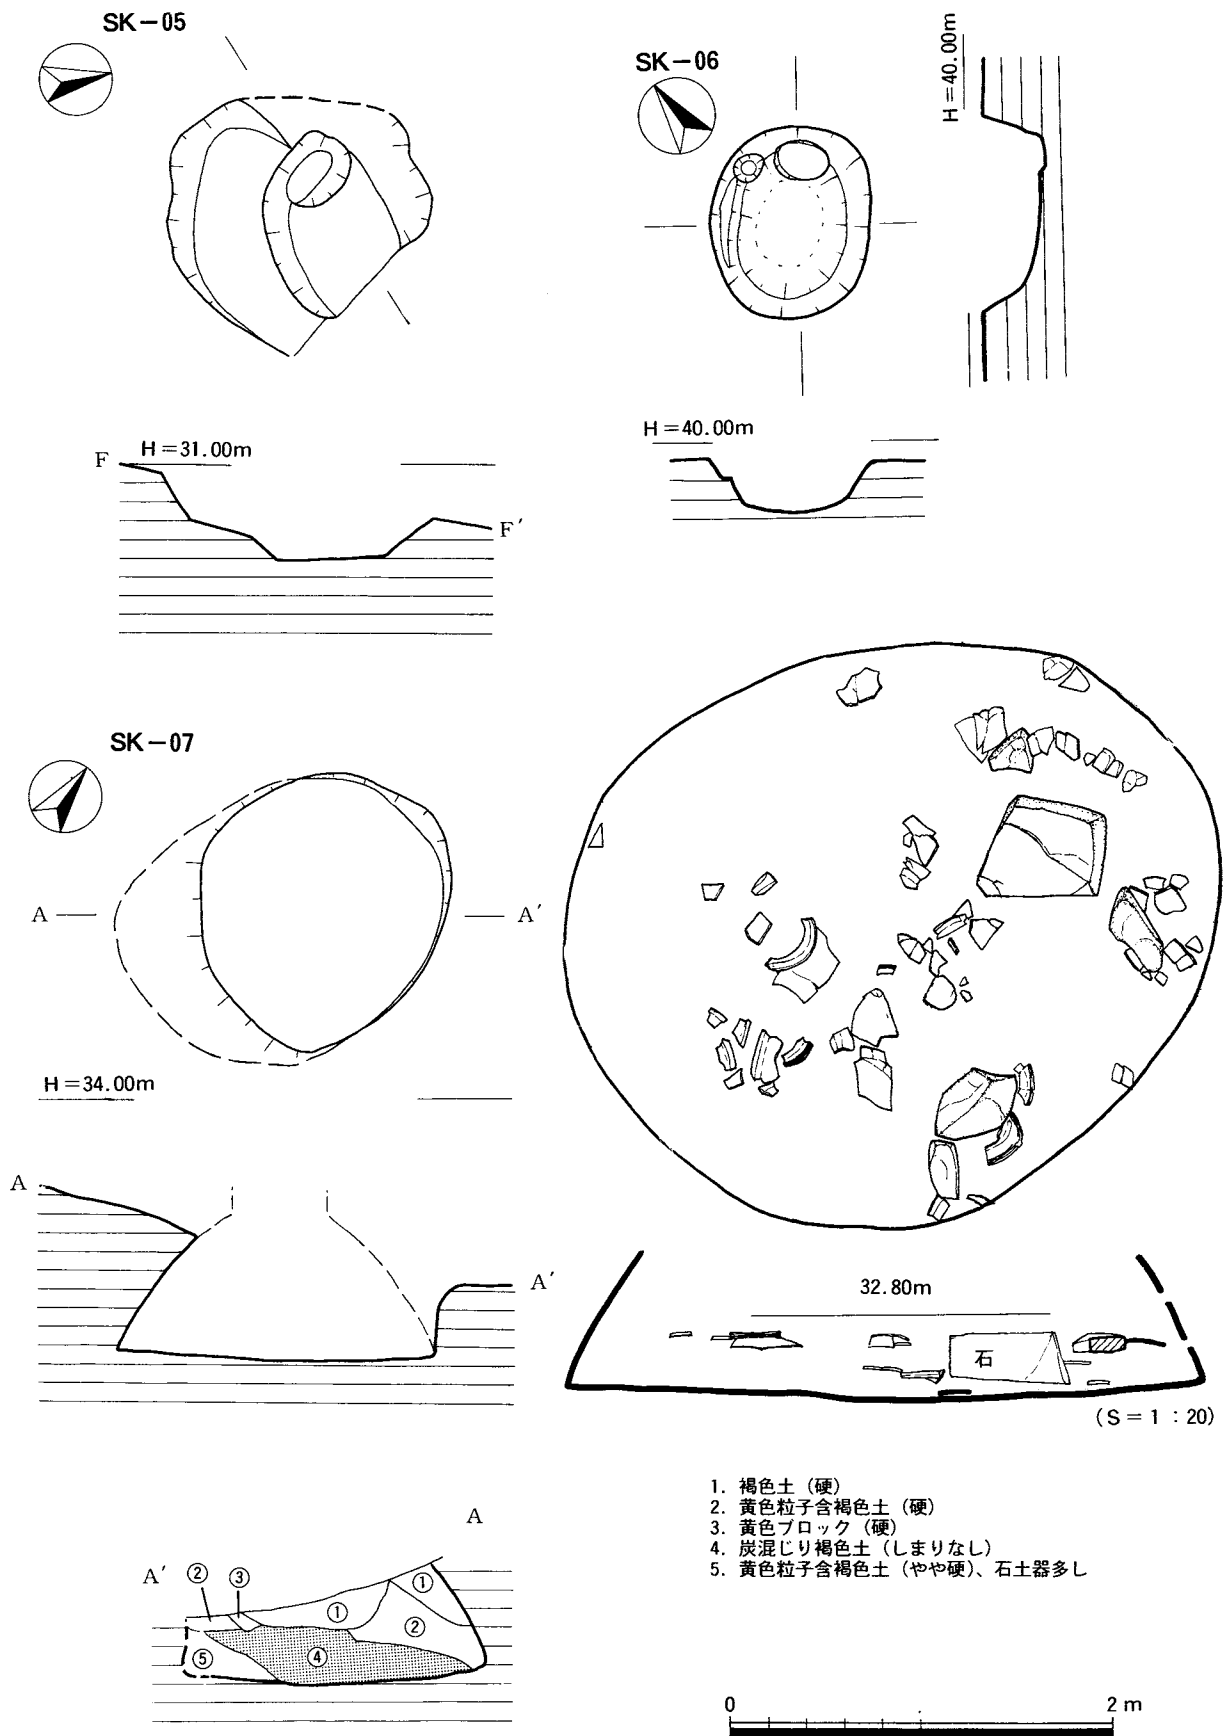 SK-05
SK-06
H=40.00m
F H=31.00m
F′
H=40.00m
SK-07
A A′
H=34.00m
A
A′
32.80m
石
(S=1:20)
1. 褐色土(硬)
2. 黄色粒子含褐色土(硬)
3. 黄色ブロック(硬)
4. 炭混じり褐色土(しまりなし)
5. 黄色粒子含褐色土(やや硬)、石土器多し
A
A′ ② ③ ① ① ② ⑤ ④
0 2m